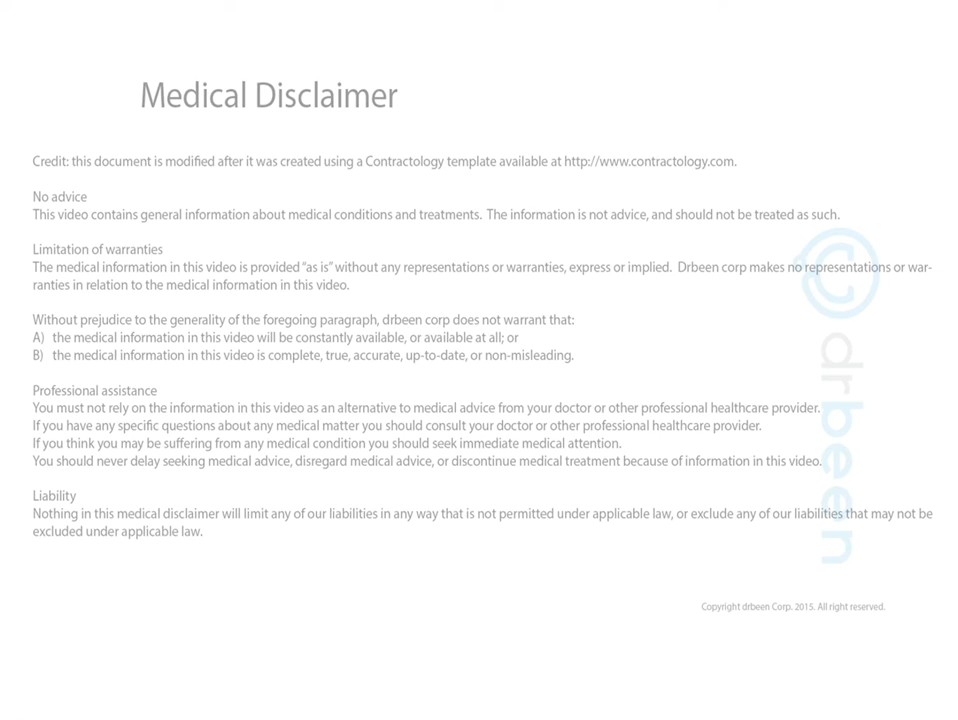 Medical Disclaimer
Credit: this document is modified after it was created using a Contractology template available at http://www.contractology.com.
No advice
This video contains general information about medical conditions and treatments.  The information is not advice, and should not be treated as such.
Limitation of warranties
The medical information in this video is provided “as is” without any representations or warranties, express or implied.  Drbeen corp makes no representations or war-
ranties in relation to the medical information in this video.
Without prejudice to the generality of the foregoing paragraph, drbeen corp does not warrant that:
A)  the medical information in this video will be constantly available, or available at all; or
B)  the medical information in this video is complete, true, accurate, up-to-date, or non-misleading.
Professional assistance
You must not rely on the information in this video as an alternative to medical advice from your doctor or other professional healthcare provider.
If you have any specific questions about any medical matter you should consult your doctor or other professional healthcare provider.
If you think you may be suffering from any medical condition you should seek immediate medical attention.
You should never delay seeking medical advice, disregard medical advice, or discontinue medical treatment because of information in this video.
Liability
Nothing in this medical disclaimer will limit any of our liabilities in any way that is not permitted under applicable law, or exclude any of our liabilities that may not be
excluded under applicable law.
© drbeen
Copyright drbeen Corp. 2015. All right reserved.